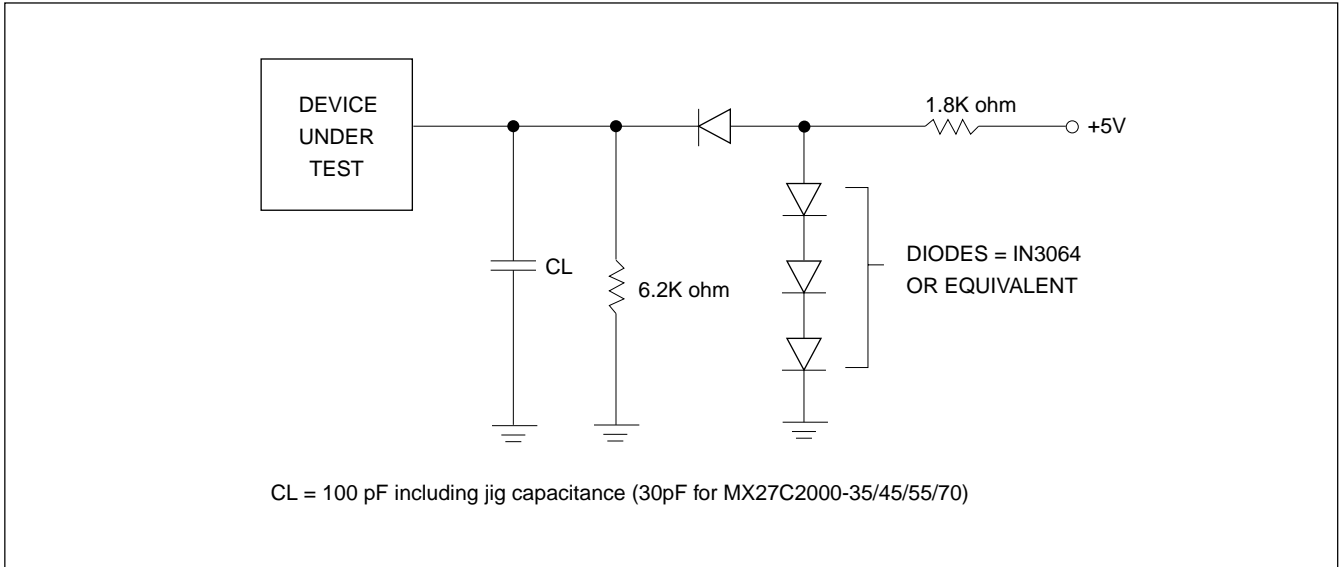 DEVICE
UNDER
TEST
1.8K ohm
+5V
CL
6.2K ohm
DIODES = IN3064
OR EQUIVALENT
CL = 100 pF including jig capacitance (30pF for MX27C2000-35/45/55/70)